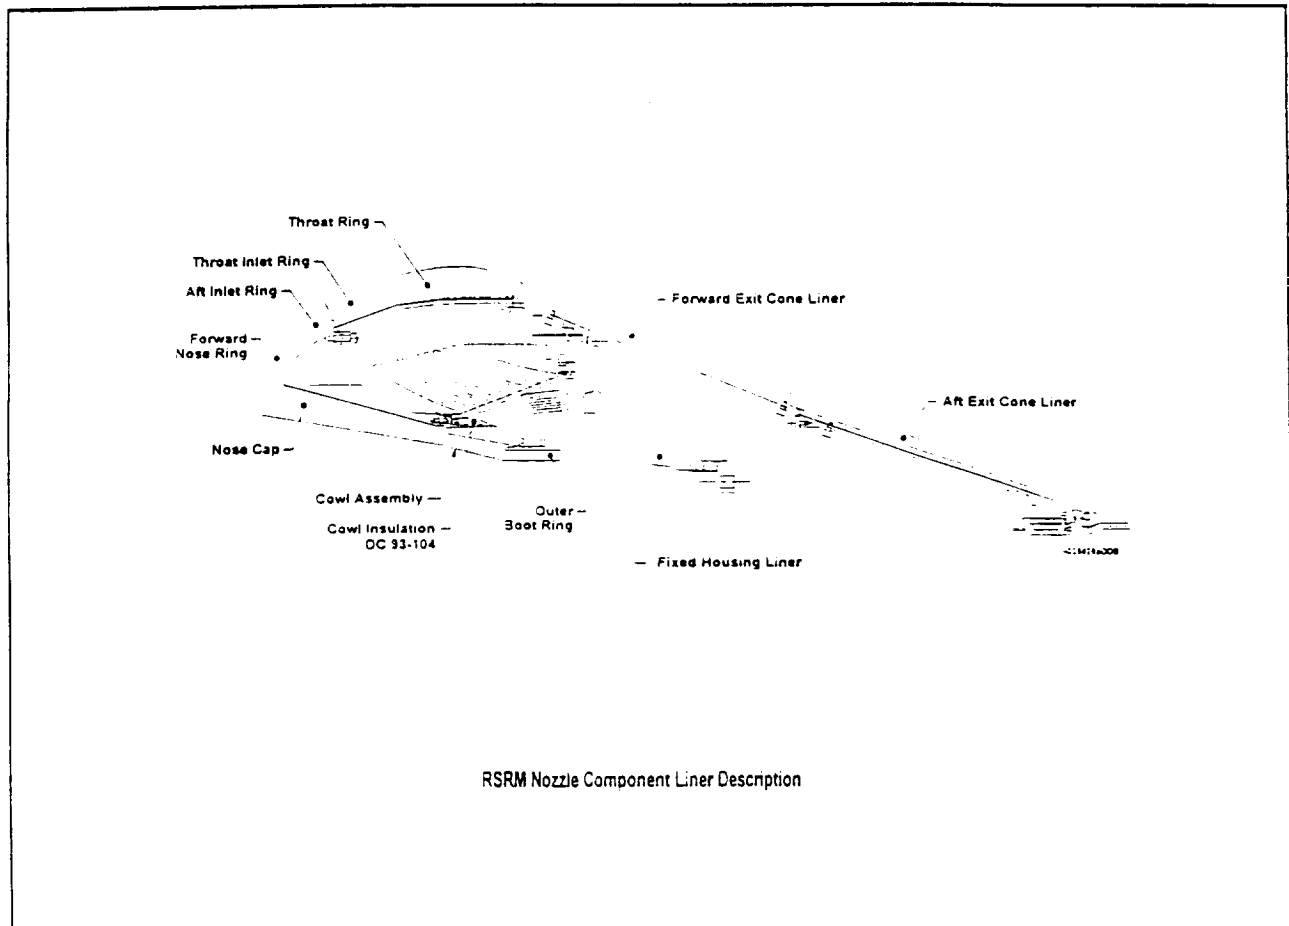 Throat Ring
Throat Inlet Ring
Aft Inlet Ring
Forward
Nose Ring
Forward Exit Cone Liner
Aft Exit Cone Liner
Nose Cap
Cowl Assembly
Cowl Insulation
DC 93-104
Outer
Boot Ring
Fixed Housing Liner
RSRM Nozzle Component Liner Description